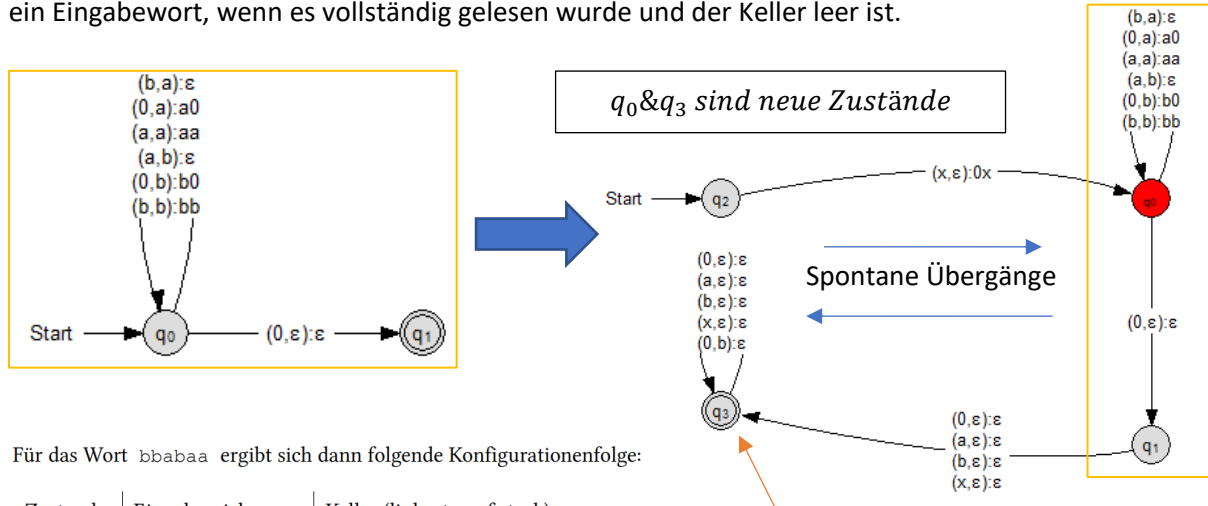 ein Eingabewort, wenn es vollständig gelesen wurde und der Keller leer ist.
(b,a):ε
(0,a):a0
(a,a):aa
(a,b):ε
(0,b):b0
(b,b):bb
Start
q0
(0,ε):ε
q1
q0&q3 sind neue Zustände
Start
q2
(x,ε):0x
(b,a):ε
(0,a):a0
(a,a):aa
(a,b):ε
(0,b):b0
(b,b):bb
q0
Spontane Übergänge
(0,ε):ε
(a,ε):ε
(b,ε):ε
(x,ε):ε
(0,b):ε
q3
(0,ε):ε
q1
(0,ε):ε
(a,ε):ε
(b,ε):ε
(x,ε):ε
Für das Wort bbabaa ergibt sich dann folgende Konfigurationenfolge: